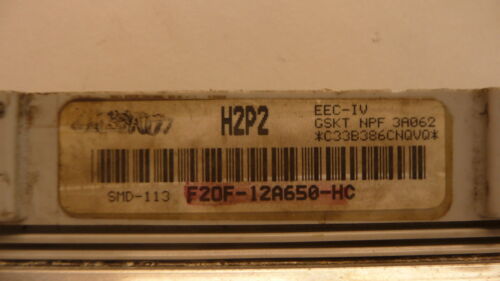 H2P2
EEC-IV
GSKT NPF 3A062
*C33B386CNQVQ*
SMD-113 F2OF-12A650-HC